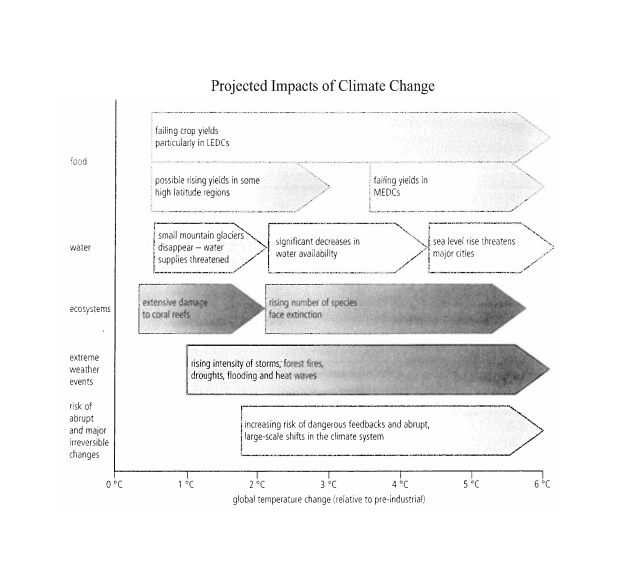 Projected Impacts of Climate Change
food
failing crop yields
particularly in LEDCs
possible rising yields in some
high latitude regions
falling yields in
MEDCs
water
small mountain glaciers
disappear – water
supplies threatened
significant decreases in
water availability
sea level rise threatens
major cities
ecosystems
extensive damage
to coral reefs
rising number of species
face extinction
extreme
weather
events
rising intensity of storms, forest fires,
droughts, flooding and heat waves
risk of
abrupt
and major
irreversible
changes
increasing risk of dangerous feedbacks and abrupt,
large-scale shifts in the climate system
0 °C 1 °C 2 °C 3 °C 4 °C 5 °C 6 °C
global temperature change (relative to pre-industrial)